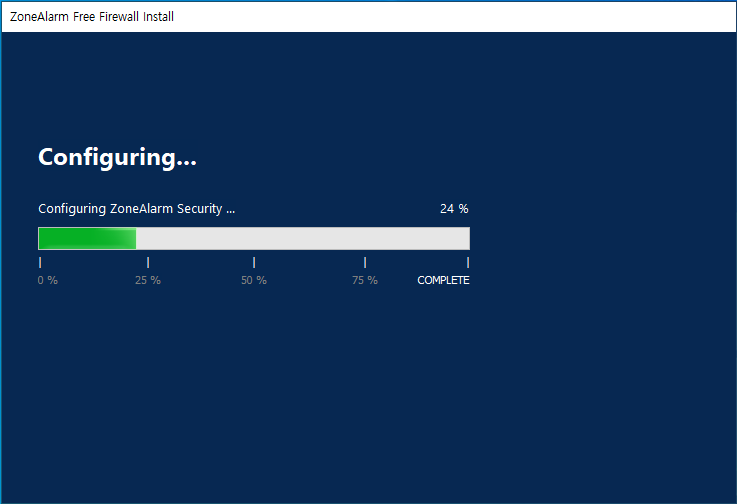 ZoneAlarm Free Firewall Install
Configuring...
Configuring ZoneAlarm Security ... 24 %
0 % 25 % 50 % 75 % COMPLETE